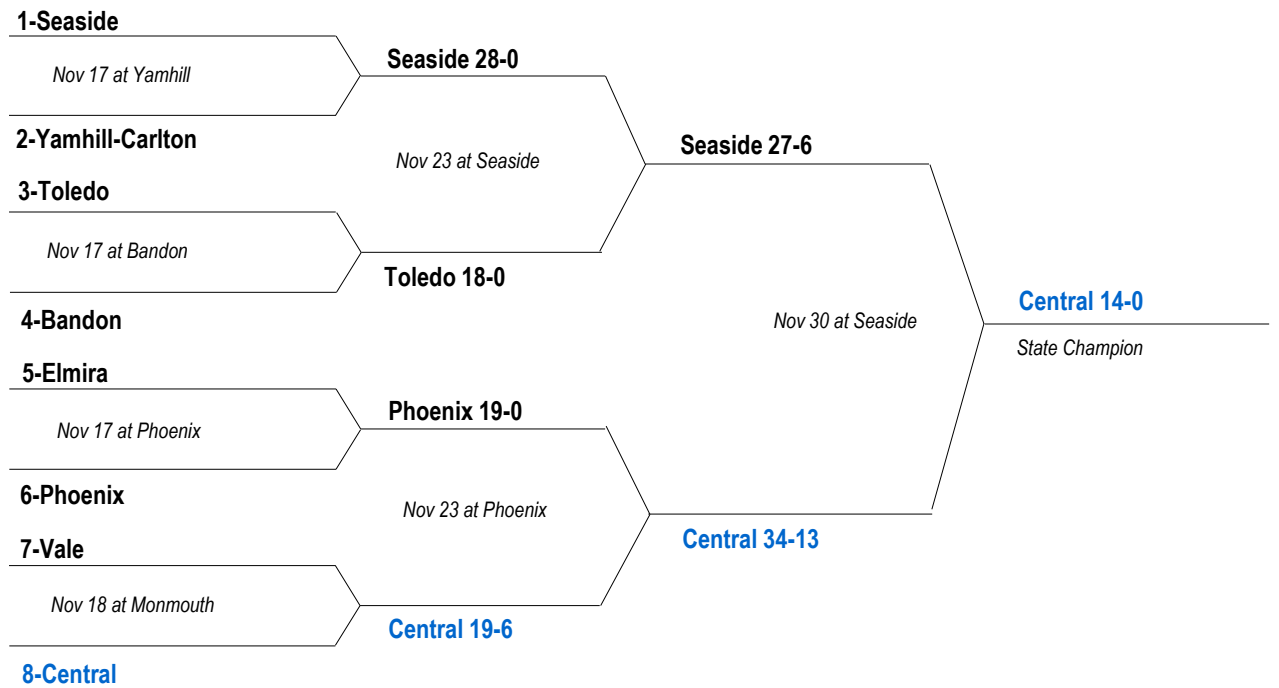 1-Seaside
Nov 17 at Yamhill
Seaside 28-0
2-Yamhill-Carlton
Nov 23 at Seaside
Seaside 27-6
3-Toledo
Nov 17 at Bandon
Toledo 18-0
4-Bandon
Nov 30 at Seaside
Central 14-0
State Champion
5-Elmira
Nov 17 at Phoenix
Phoenix 19-0
6-Phoenix
Nov 23 at Phoenix
Central 34-13
7-Vale
Nov 18 at Monmouth
Central 19-6
8-Central